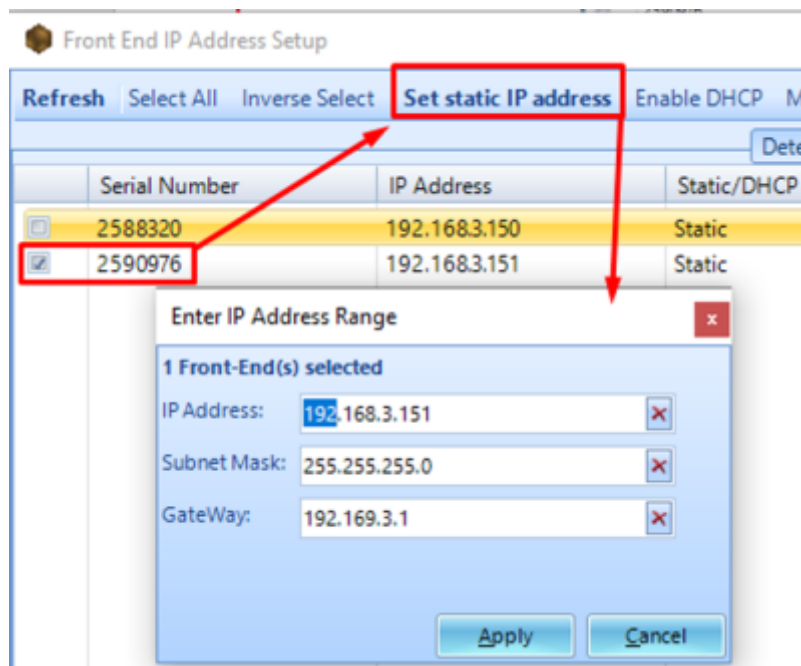 Front End IP Address Setup
Refresh Select All Inverse Select Set static IP address Enable DHCP M
Dete
Serial Number IP Address Static/DHCP
2588320 192.168.3.150 Static
2590976 192.168.3.151 Static
Enter IP Address Range
x
1 Front-End(s) selected
IP Address: 192.168.3.151
Subnet Mask: 255.255.255.0
GateWay: 192.169.3.1
Apply Cancel